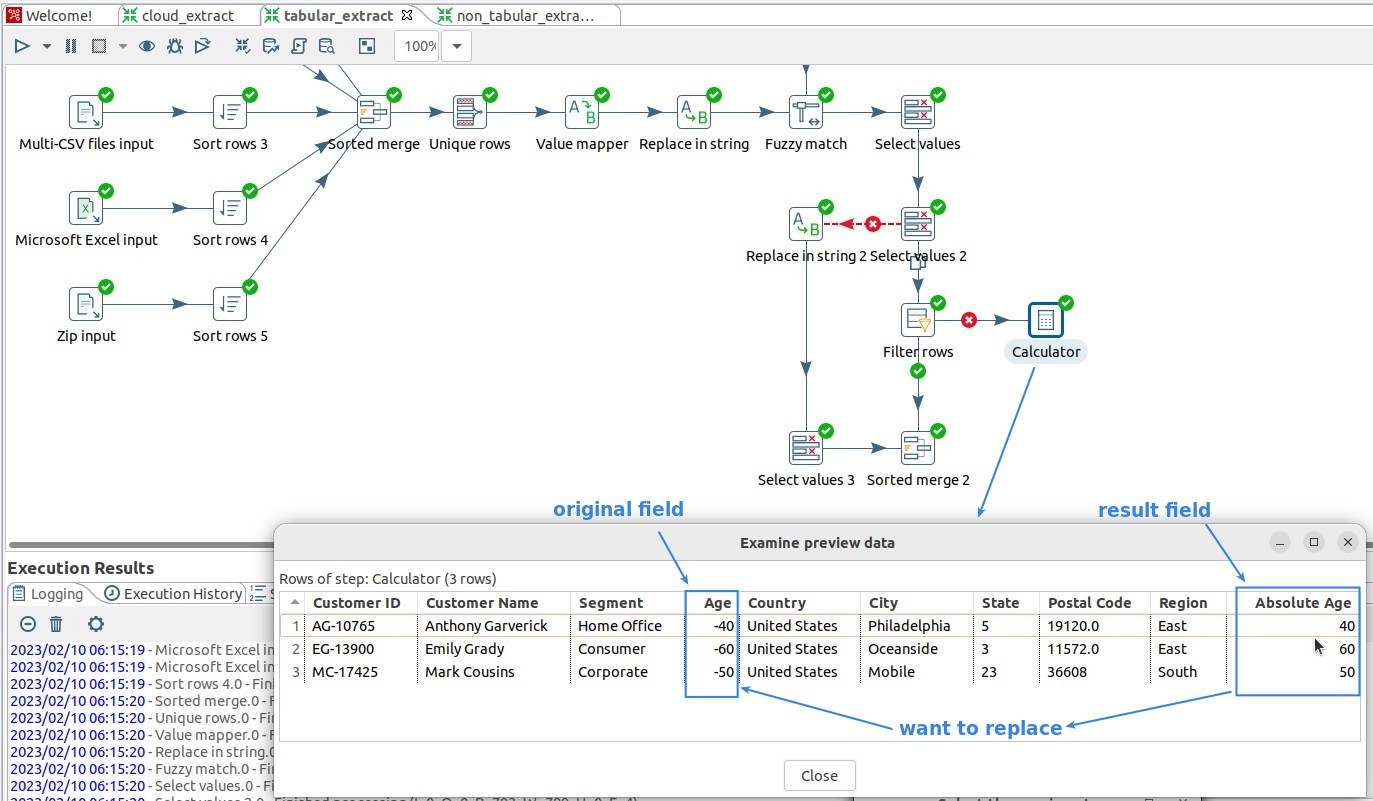 Welcome! cloud_extract tabular_extract non_tabular_extra...
100%
Multi-CSV files input Sort rows 3 Sorted merge Unique rows Value mapper Replace in string Fuzzy match Select values
Microsoft Excel input Sort rows 4 Replace in string 2 Select values 2
Zip input Sort rows 5 Filter rows Calculator
Select values 3 Sorted merge 2
original field result field
Examine preview data
Rows of step: Calculator (3 rows)
Customer ID Customer Name Segment Age Country City State Postal Code Region Absolute Age
1 AG-10765 Anthony Garverick Home Office -40 United States Philadelphia 5 19120.0 East 40
2 EG-13900 Emily Grady Consumer -60 United States Oceanside 3 11572.0 East 60
3 MC-17425 Mark Cousins Corporate -50 United States Mobile 23 36608 South 50
want to replace
Close
Execution Results
Logging Execution History
2023/02/10 06:15:19 - Microsoft Excel in
2023/02/10 06:15:19 - Microsoft Excel in
2023/02/10 06:15:19 - Sort rows 4.0 - Fini
2023/02/10 06:15:20 - Sorted merge.0 - F
2023/02/10 06:15:20 - Unique rows.0 - Fin
2023/02/10 06:15:20 - Value mapper.0 - F
2023/02/10 06:15:20 - Replace in string.0
2023/02/10 06:15:20 - Fuzzy match.0 - Fin
2023/02/10 06:15:20 - Select values.0 - Fi